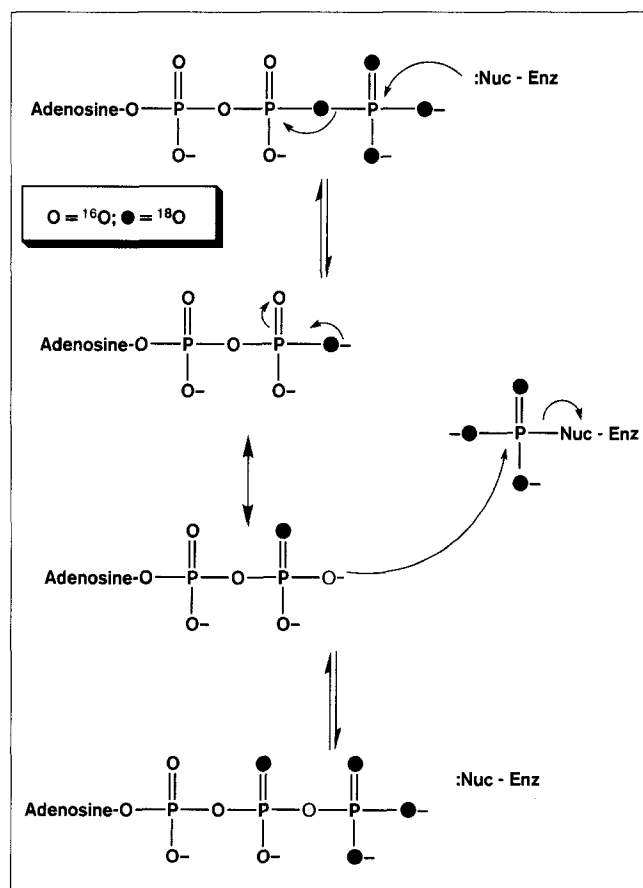 O O
:Nuc - Enz
Adenosine-O P O P P –
O– O– –
O = ¹⁶O; ● = ¹⁸O
O O
Adenosine-O P O P –
O– O–
– P Nuc - Enz
–
O
Adenosine-O P O P O–
O– O–
O
:Nuc - Enz
Adenosine-O P O P O P –
O– O– –